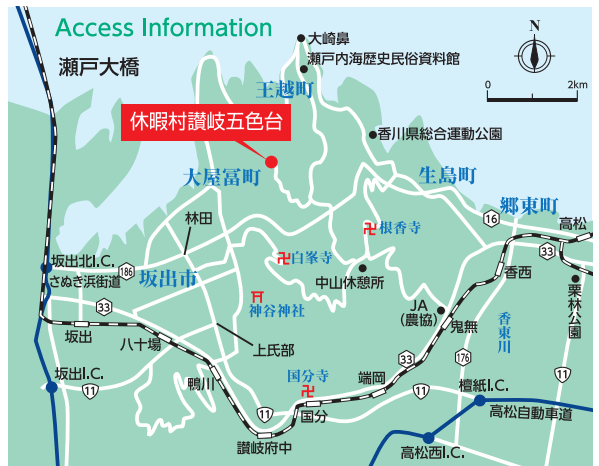 Access Information
大崎鼻
瀬戸内海歴史民俗資料館
N
瀬戸大橋
王越町
0
2km
休暇村讃岐五色台
香川県総合運動公園
大屋冨町
生島町
林田
根香寺
16
郷東町
高松
坂出北I.C.
186
坂出市
白峯寺
33
さぬき浜街道
中山休憩所
香西
33
神谷神社
JA
(農協)
鬼無
香東川
栗林公園
坂出
八十場
上氏部
33
176
坂出I.C.
11
鴨川
国分寺
端岡
11
檀紙I.C.
11
国分
高松自動車道
讃岐府中
高松西I.C.